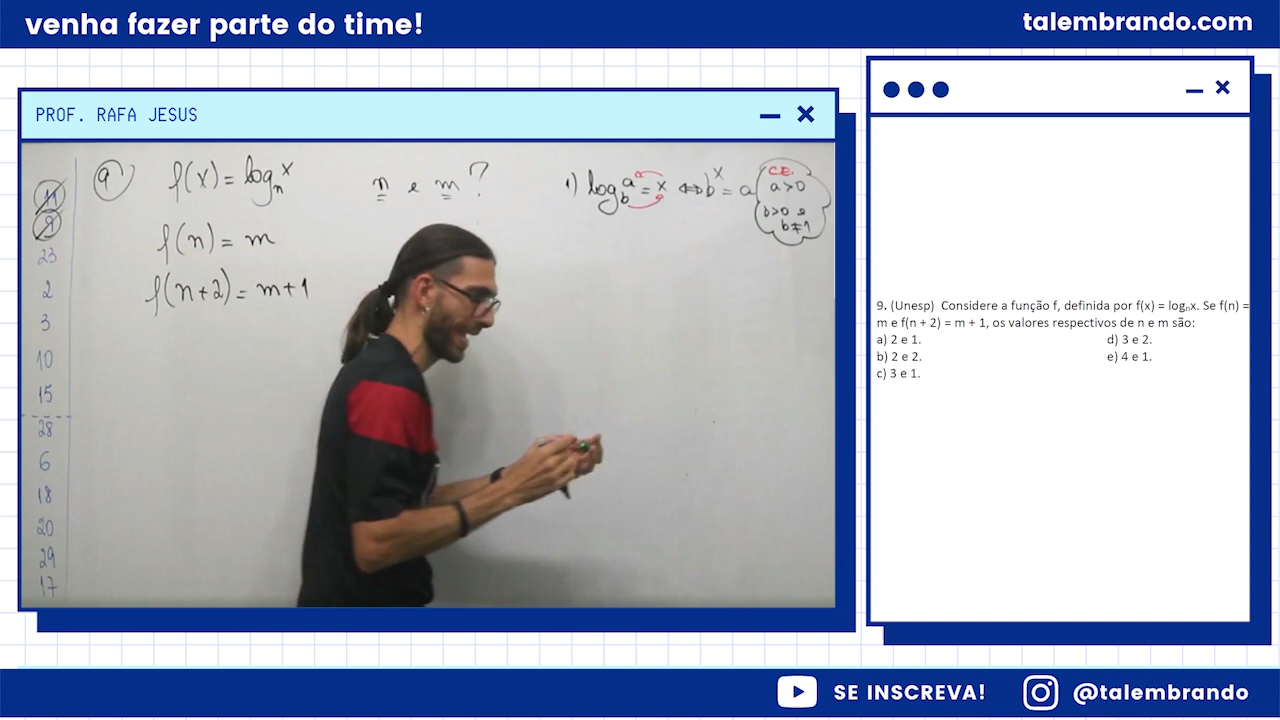 venha fazer parte do time!
talembrando.com
PROF. RAFA JESUS
9) f(x) = logₙx
n e m ?
1) log_b a = x ⇔ b^x = a
C.E.
a>0
b>0 e
b≠1
f(n) = m
f(n+2) = m+1
11
9
23
2
3
10
15
28
6
18
20
29
17
9. (Unesp) Considere a função f, definida por f(x) = logₙx. Se f(n) =
m e f(n + 2) = m + 1, os valores respectivos de n e m são:
a) 2 e 1. d) 3 e 2.
b) 2 e 2. e) 4 e 1.
c) 3 e 1.
SE INSCREVA!
@talembrando